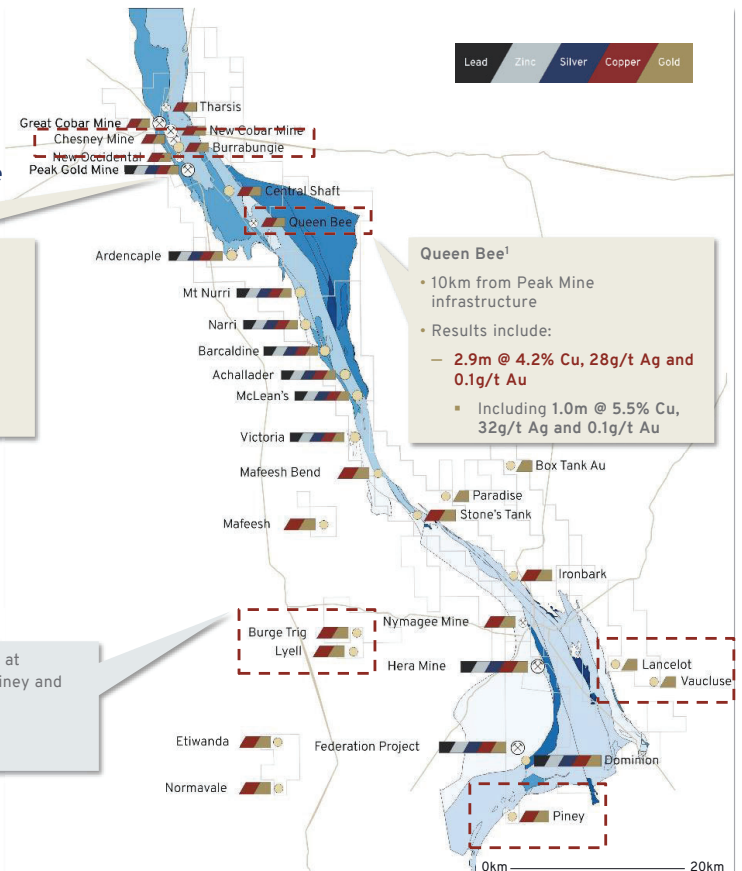 Lead Zinc Silver Copper Gold
Tharsis
Great Cobar Mine
New Cobar Mine
Chesney Mine
Burrabungie
New Occidental
Peak Gold Mine
Central Shaft
Queen Bee
Ardencaple
Queen Bee¹
• 10km from Peak Mine
infrastructure
• Results include:
– 2.9m @ 4.2% Cu, 28g/t Ag and
0.1g/t Au
▪ Including 1.0m @ 5.5% Cu,
32g/t Ag and 0.1g/t Au
Mt Nurri
Narri
Barcaldine
Achallader
McLean's
Victoria
Mafeesh Bend
Box Tank Au
Paradise
Stone's Tank
Mafeesh
Ironbark
Nymagee Mine
Burge Trig
Lyell
Hera Mine
Lancelot
Vaucluse
at
iney and
Etiwanda
Federation Project
Dominion
Normavale
Piney
0km 20km